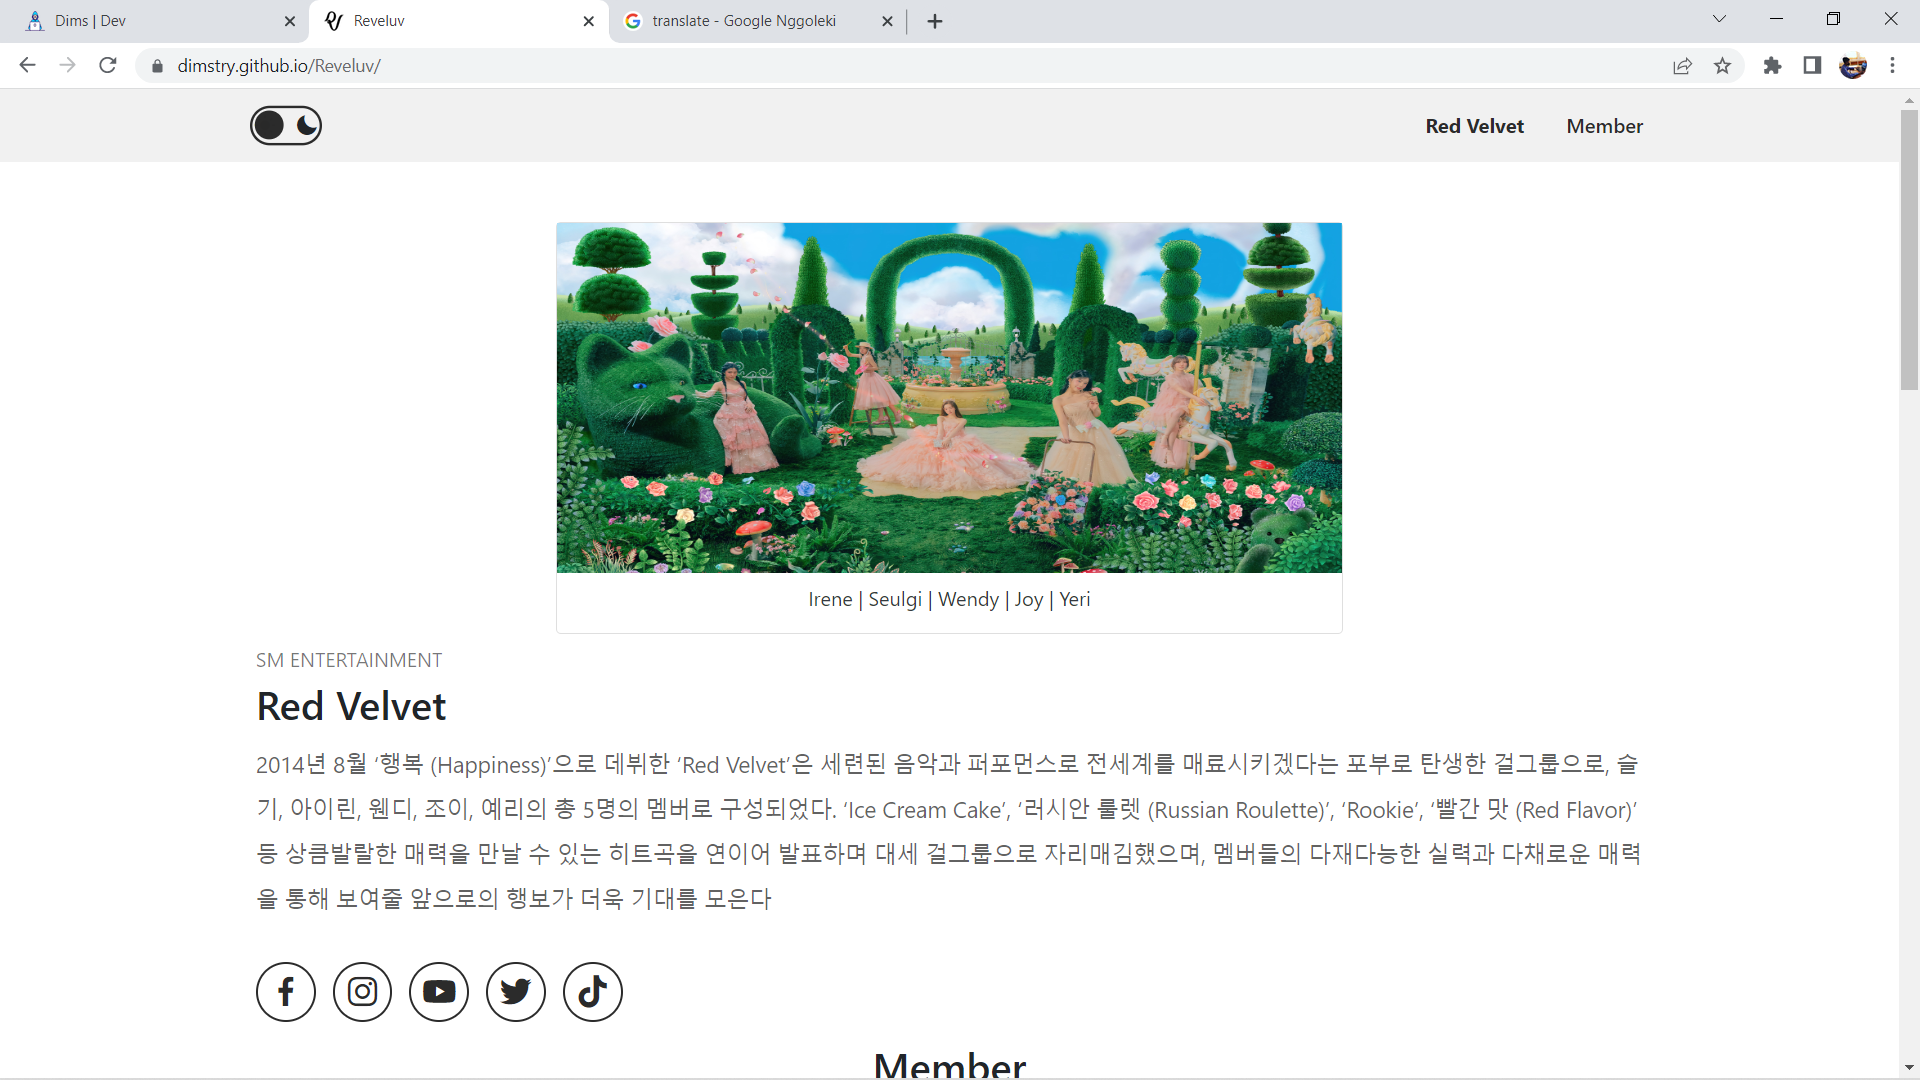 Dims | Dev
Reveluv
translate - Google Nggoleki
dimstry.github.io/Reveluv/
Red Velvet
Member
Irene | Seulgi | Wendy | Joy | Yeri
SM ENTERTAINMENT
Red Velvet
2014년 8월 ‘행복 (Happiness)’으로 데뷔한 ‘Red Velvet’은 세련된 음악과 퍼포먼스로 전세계를 매료시키겠다는 포부로 탄생한 걸그룹으로, 슬
기, 아이린, 웬디, 조이, 예리의 총 5명의 멤버로 구성되었다. ‘Ice Cream Cake’, ‘러시안 룰렛 (Russian Roulette)’, ‘Rookie’, ‘빨간 맛 (Red Flavor)’
등 상큼발랄한 매력을 만날 수 있는 히트곡을 연이어 발표하며 대세 걸그룹으로 자리매김했으며, 멤버들의 다재다능한 실력과 다채로운 매력
을 통해 보여줄 앞으로의 행보가 더욱 기대를 모은다
Member